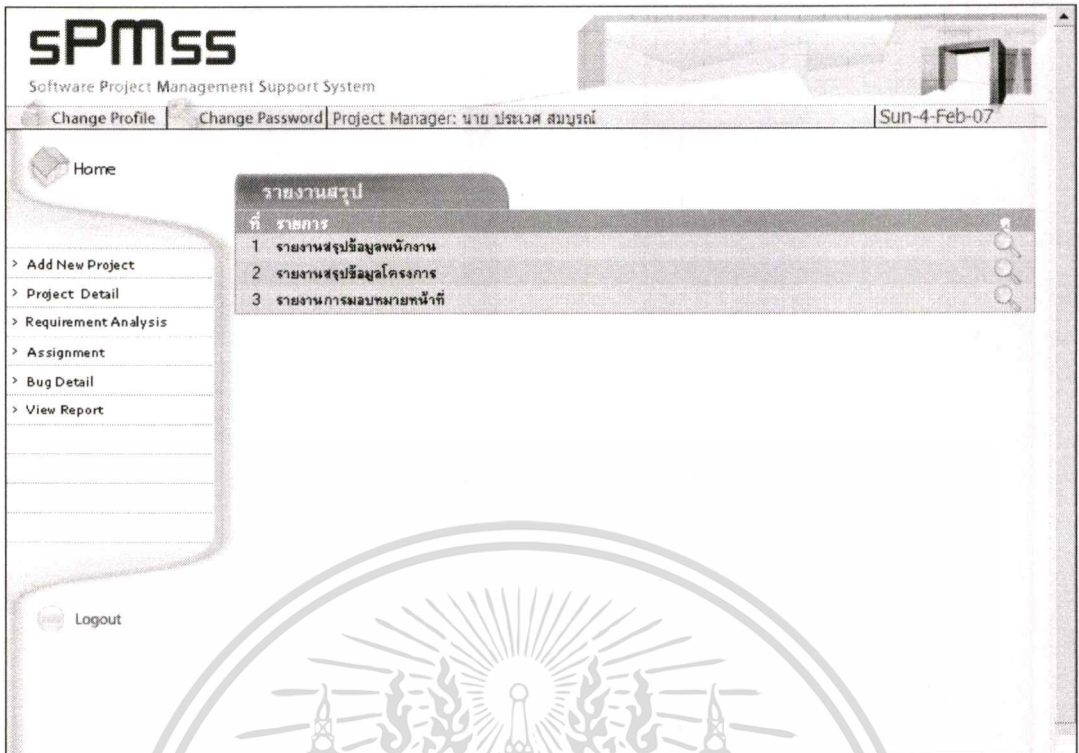 sPMss
Software Project Management Support System
Change Profile Change Password Project Manager: นาย ประเวศ สมบูรณ์ Sun-4-Feb-07
Home
รายงานสรุป
ที่ รายการ ดู
1 รายงานสรุปข้อมูลพนักงาน
2 รายงานสรุปข้อมูลโครงการ
3 รายงานการมอบหมายหน้าที่
> Add New Project
> Project Detail
> Requirement Analysis
> Assignment
> Bug Detail
> View Report
Logout